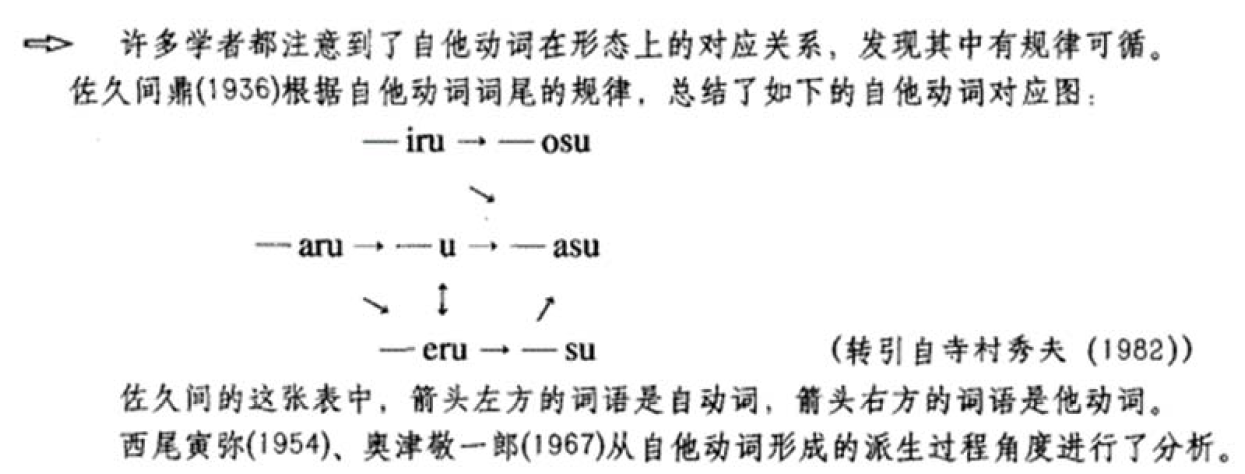 ⇨ 许多学者都注意到了自他动词在形态上的对应关系，发现其中有规律可循。
佐久间鼎(1936)根据自他动词词尾的规律，总结了如下的自他动词对应图：
— iru → — osu
↘
— aru → — u → — asu
↘ ↕ ↗
— eru → — su (转引自寺村秀夫 (1982))
佐久间的这张表中，箭头左方的词语是自动词，箭头右方的词语是他动词。
西尾寅弥(1954)、奥津敬一郎(1967)从自他动词形成的派生过程角度进行了分析。